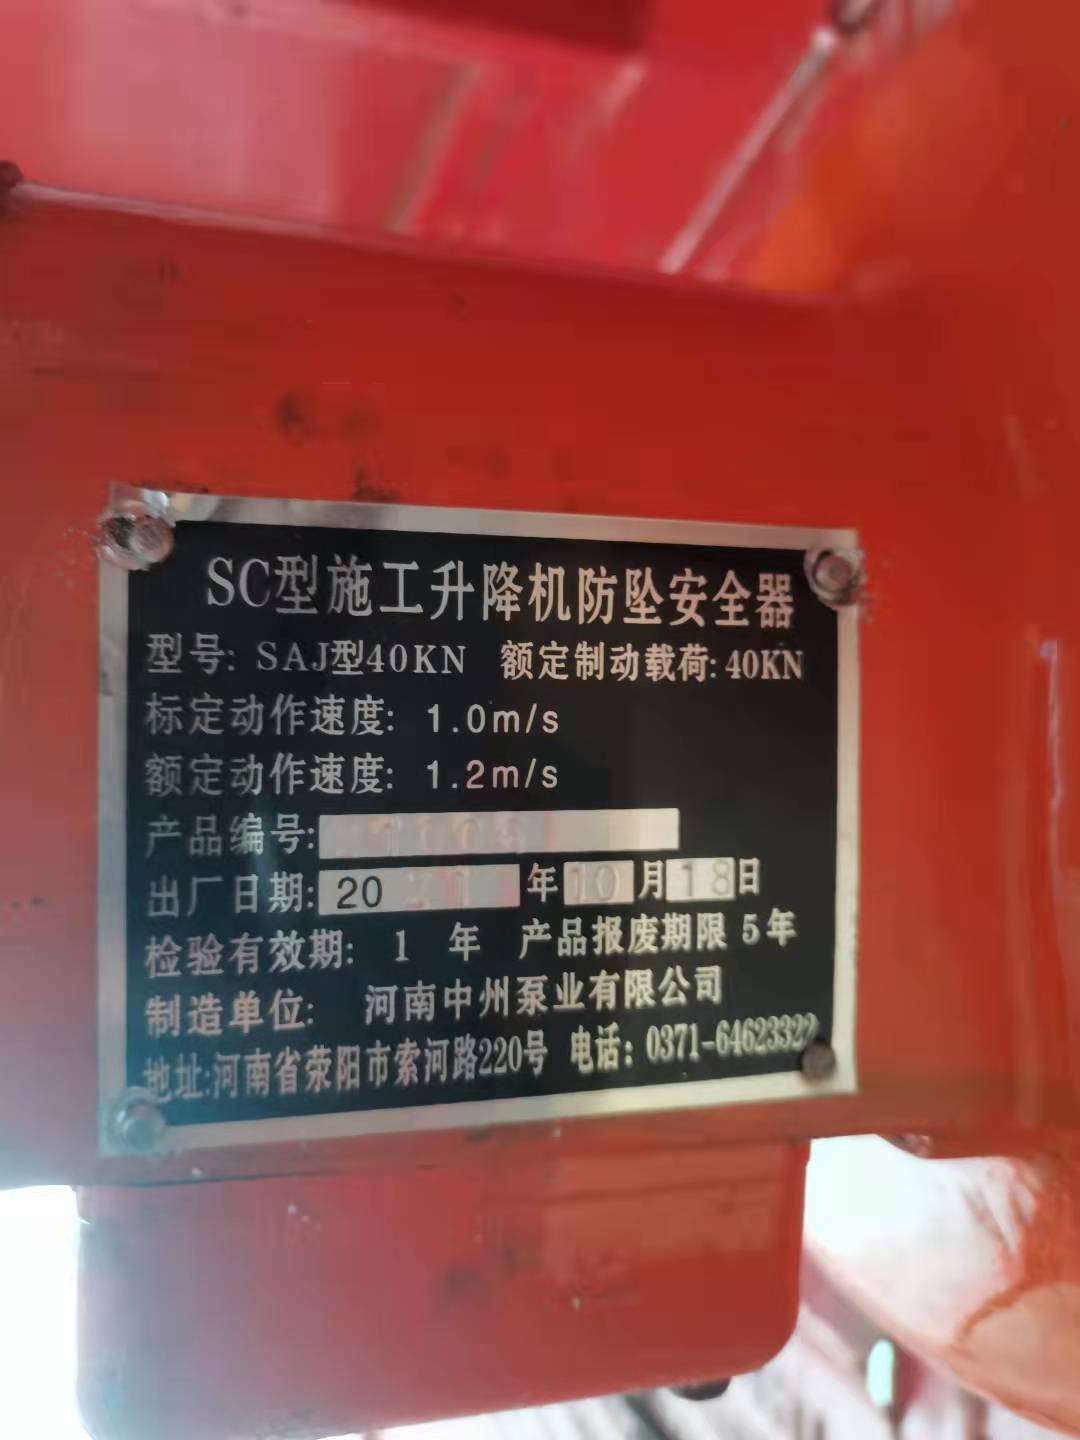 SC型施工升降机防坠安全器
型号: SAJ型40KN 额定制动载荷: 40KN
标定动作速度: 1.0m/s
额定动作速度: 1.2m/s
产品编号:
出厂日期: 20 年 10 月 18 日
检验有效期: 1 年 产品报废期限 5 年
制造单位: 河南中州泵业有限公司
地址:河南省荥阳市索河路220号 电话: 0371-64623322